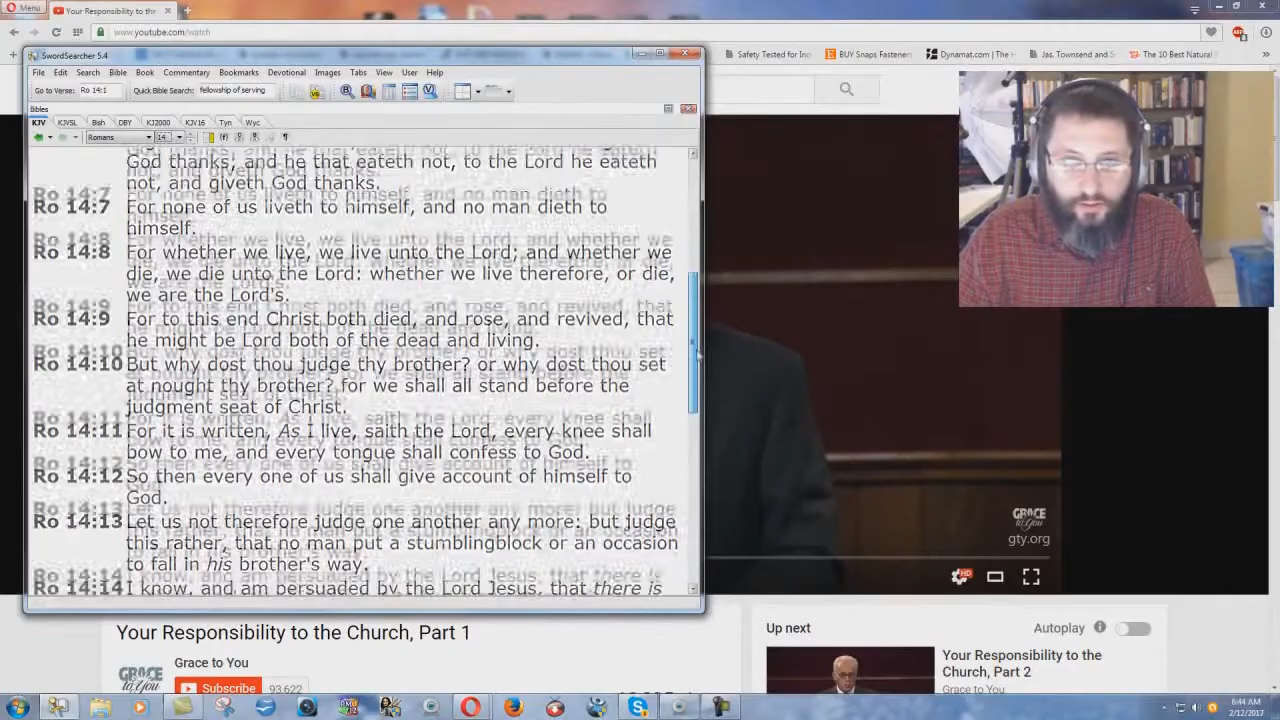 Menu
Your Responsibility to the Church
www.youtube.com/watch
Safety Tested for
BUY Snaps Fasteners
Dynamat.com | The
Jas. Townsend and
The 10 Best Natural
SwordSearcher 5.4
File Edit Search Bible Book Commentary Bookmarks Devotional Images Tabs View User Help
Go to Verse: Ro 14:1 Quick Bible Search: fellowship of serving
Bibles
KJV KJVSL Bish DBY KJ2000 KJV16 Tyn Wyc
Romans 14
God thanks; and he that eateth not, to the Lord he eateth
not, and giveth God thanks.
Ro 14:7 For none of us liveth to himself, and no man dieth to
himself.
Ro 14:8 For whether we live, we live unto the Lord; and whether we
die, we die unto the Lord: whether we live therefore, or die,
we are the Lord's.
Ro 14:9 For to this end Christ both died, and rose, and revived, that
he might be Lord both of the dead and living.
Ro 14:10 But why dost thou judge thy brother? or why dost thou set
at nought thy brother? for we shall all stand before the
judgment seat of Christ.
Ro 14:11 For it is written, As I live, saith the Lord, every knee shall
bow to me, and every tongue shall confess to God.
Ro 14:12 So then every one of us shall give account of himself to
God.
Ro 14:13 Let us not therefore judge one another any more: but judge
this rather, that no man put a stumblingblock or an occasion
to fall in his brother's way.
Ro 14:14 I know, and am persuaded by the Lord Jesus, that there is
GRACE
to YOU
gty.org
HD
Your Responsibility to the Church, Part 1
GRACE
to YOU
Grace to You
Subscribe 93,622
Up next
Autoplay
Your Responsibility to the
Church, Part 2
Grace to You
6:44 AM
2/12/2017